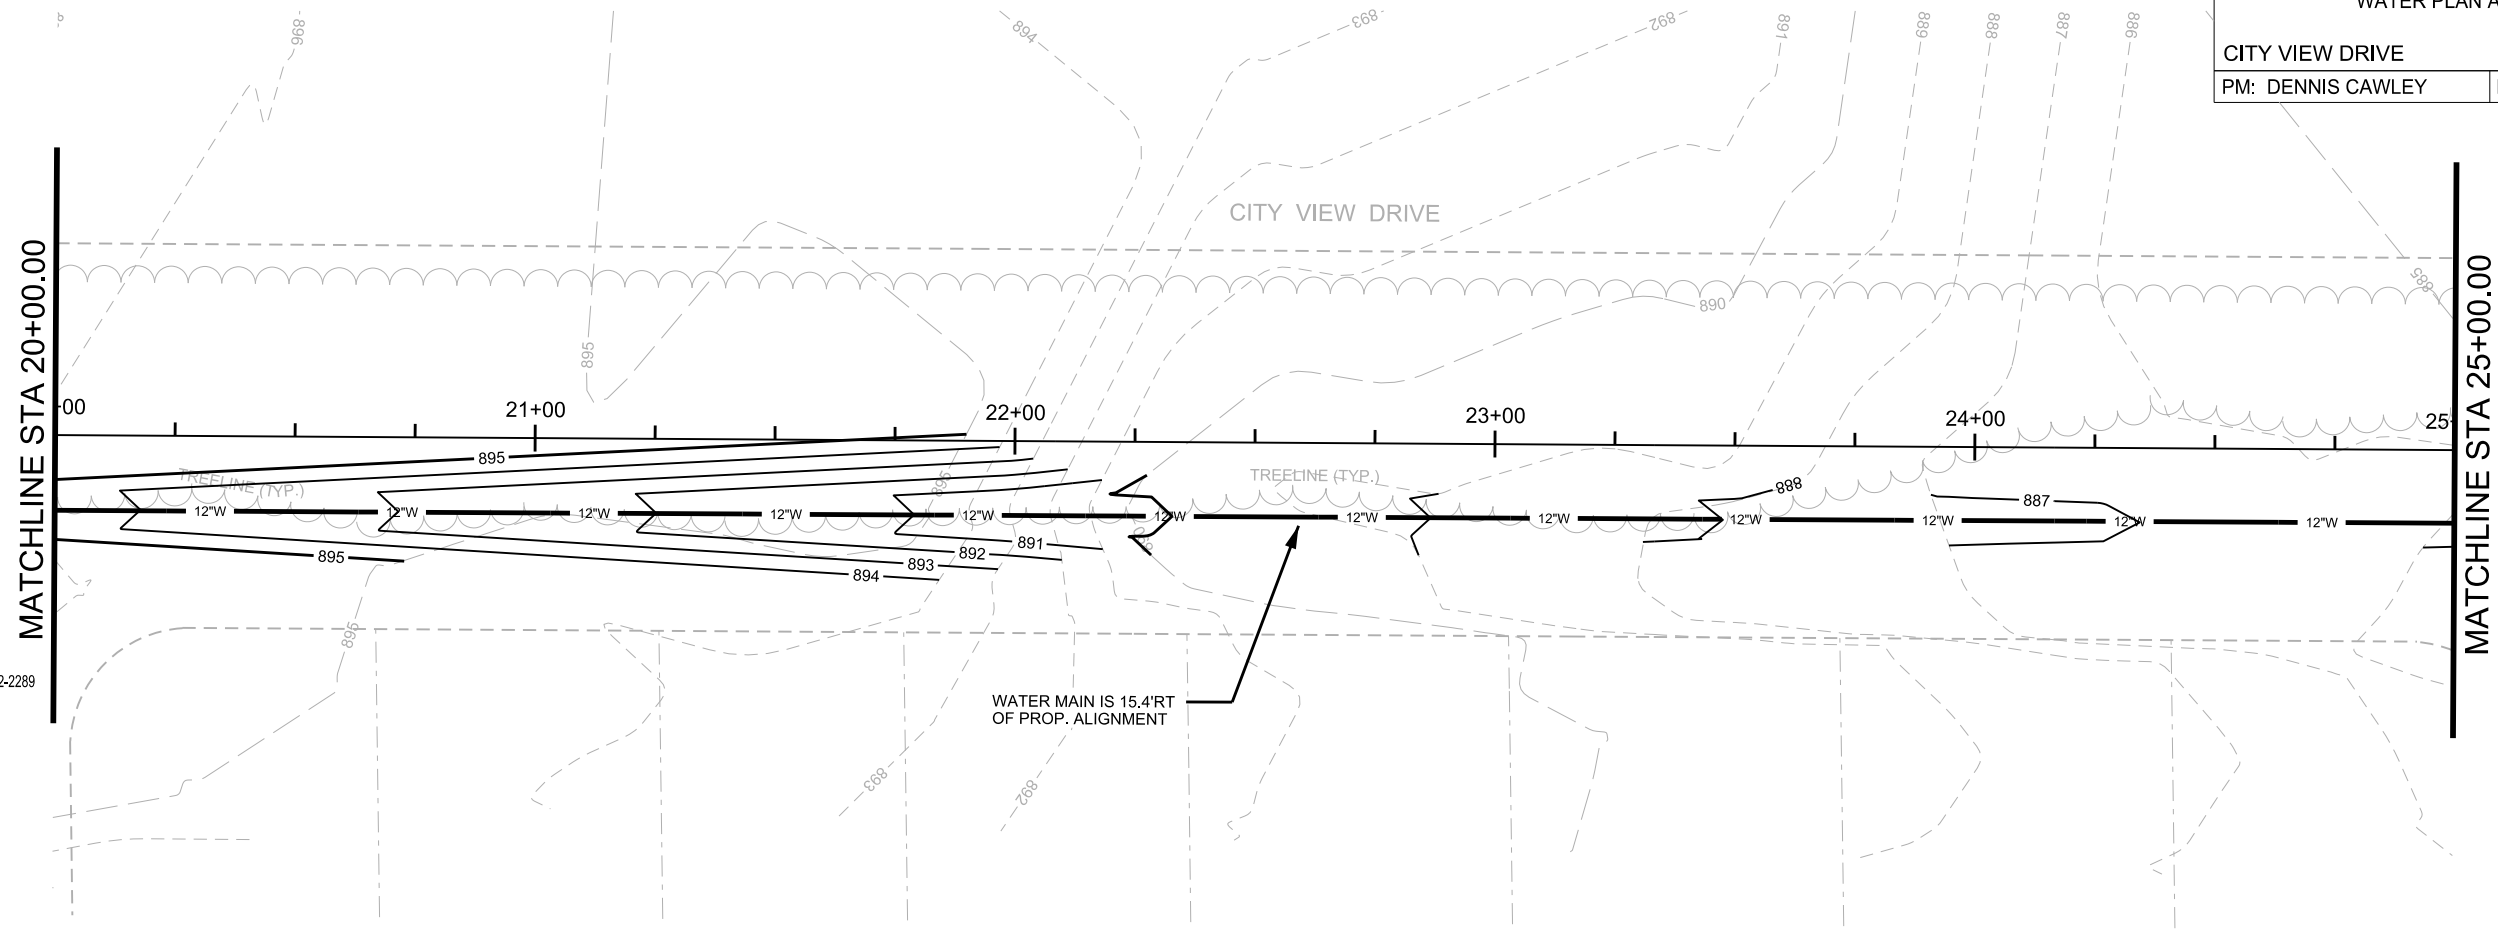 WATER PLAN A
CITY VIEW DRIVE
PM: DENNIS CAWLEY
896
894
893
892
891
889
888
887
886
CITY VIEW DRIVE
885
890
895
MATCHLINE STA 20+00.00
MATCHLINE STA 25+00.00
00
21+00
22+00
23+00
24+00
25
895
TREELINE (TYP.)
895
TREELINE (TYP.)
888
887
12"W
12"W
12"W
12"W
12"W
12"W
12"W
12"W
12"W
12"W
12"W
12"W
895
894
893
892
891
895
2-2289
WATER MAIN IS 15.4'RT
OF PROP. ALIGNMENT
893
892